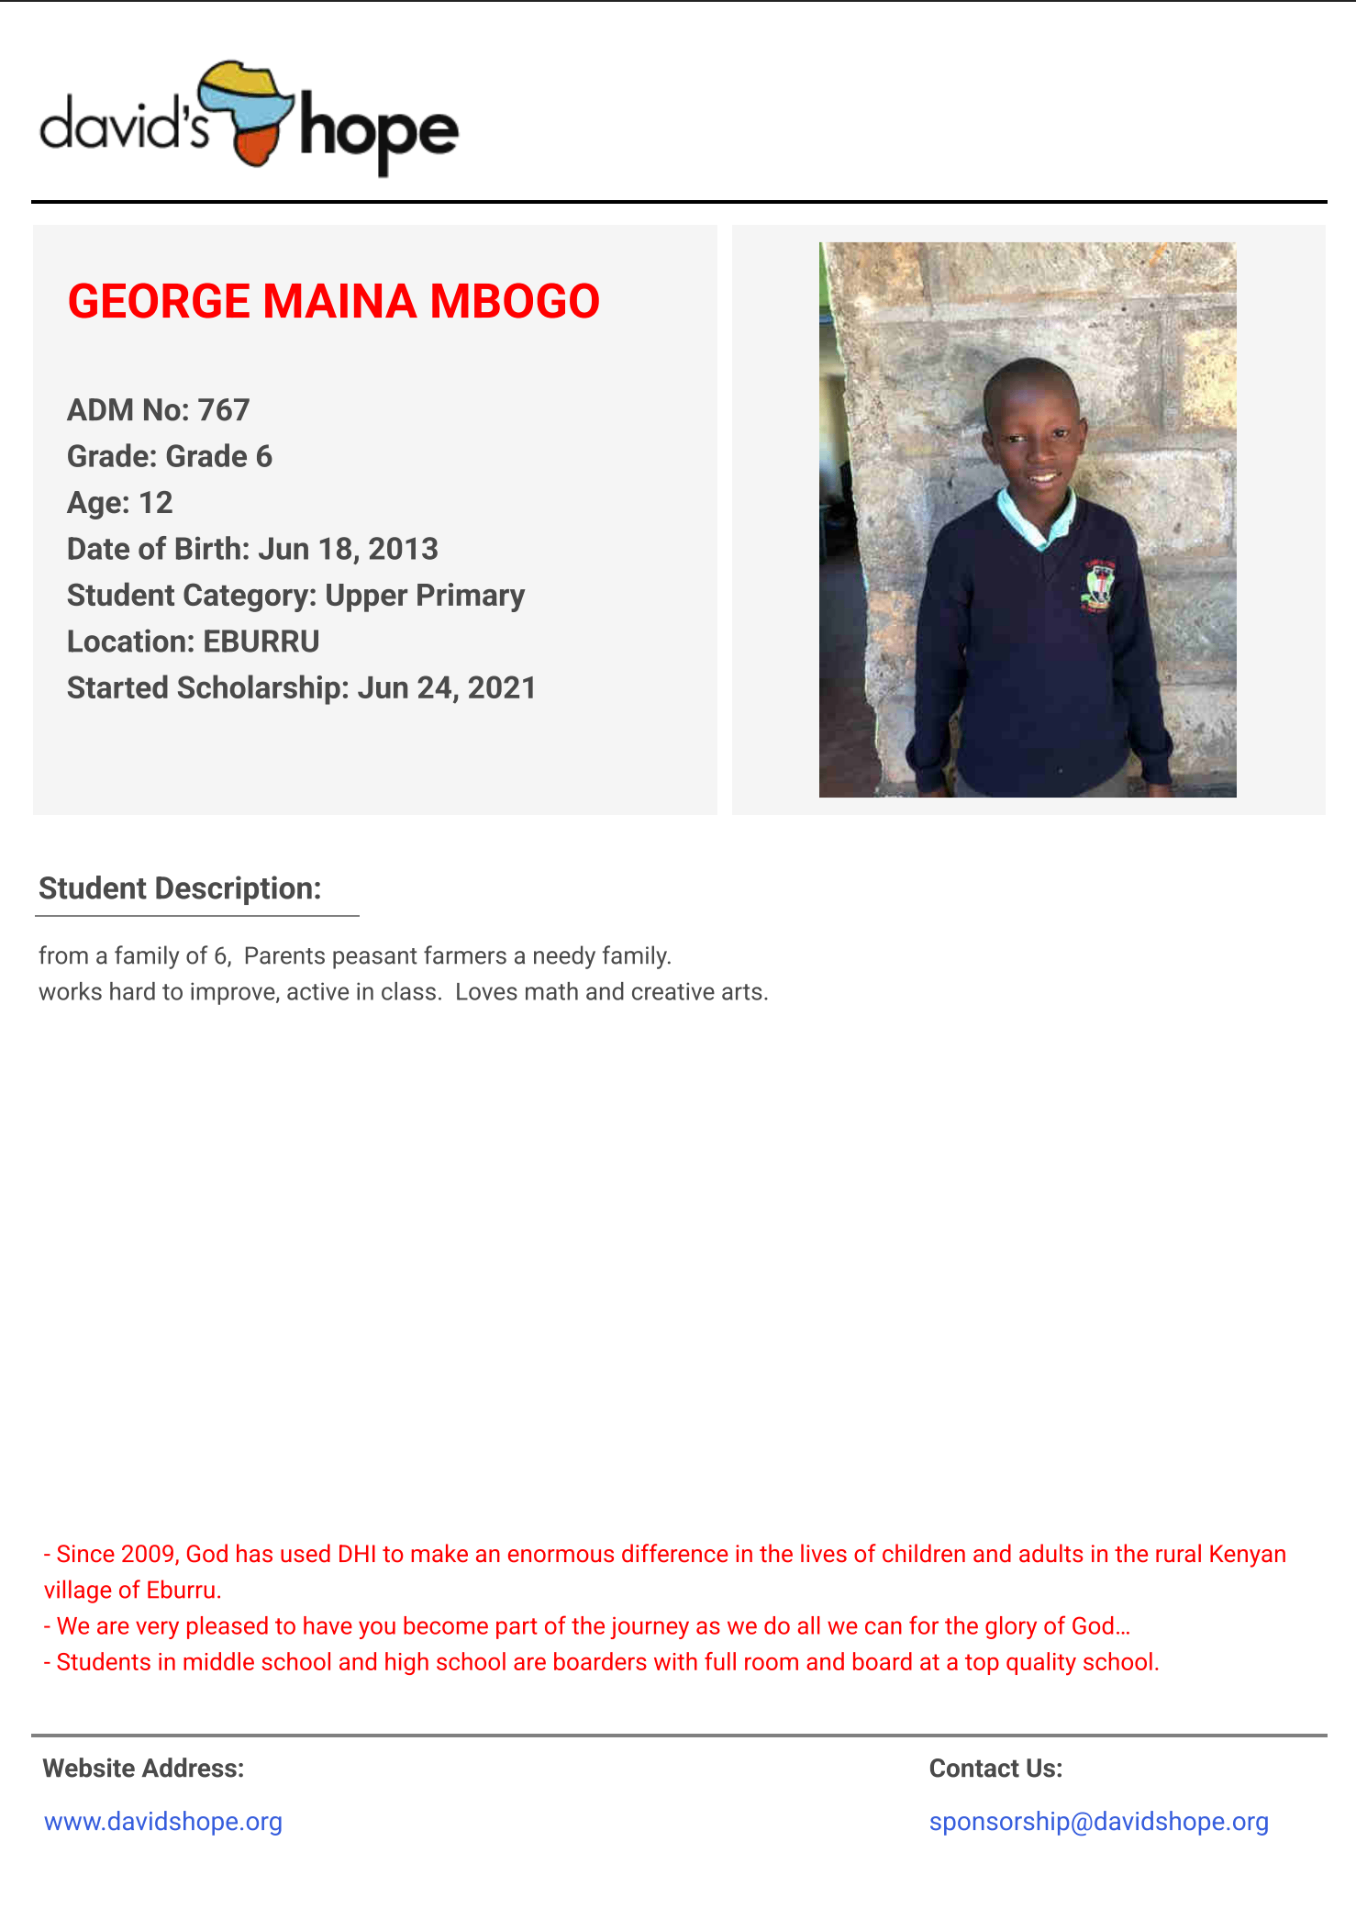 david's hope
GEORGE MAINA MBOGO
ADM No: 767
Grade: Grade 6
Age: 12
Date of Birth: Jun 18, 2013
Student Category: Upper Primary
Location: EBURRU
Started Scholarship: Jun 24, 2021
Student Description:
from a family of 6,  Parents peasant farmers a needy family.
works hard to improve, active in class.  Loves math and creative arts.
- Since 2009, God has used DHI to make an enormous difference in the lives of children and adults in the rural Kenyan
village of Eburru.
- We are very pleased to have you become part of the journey as we do all we can for the glory of God...
- Students in middle school and high school are boarders with full room and board at a top quality school.
Website Address:
Contact Us:
www.davidshope.org
sponsorship@davidshope.org